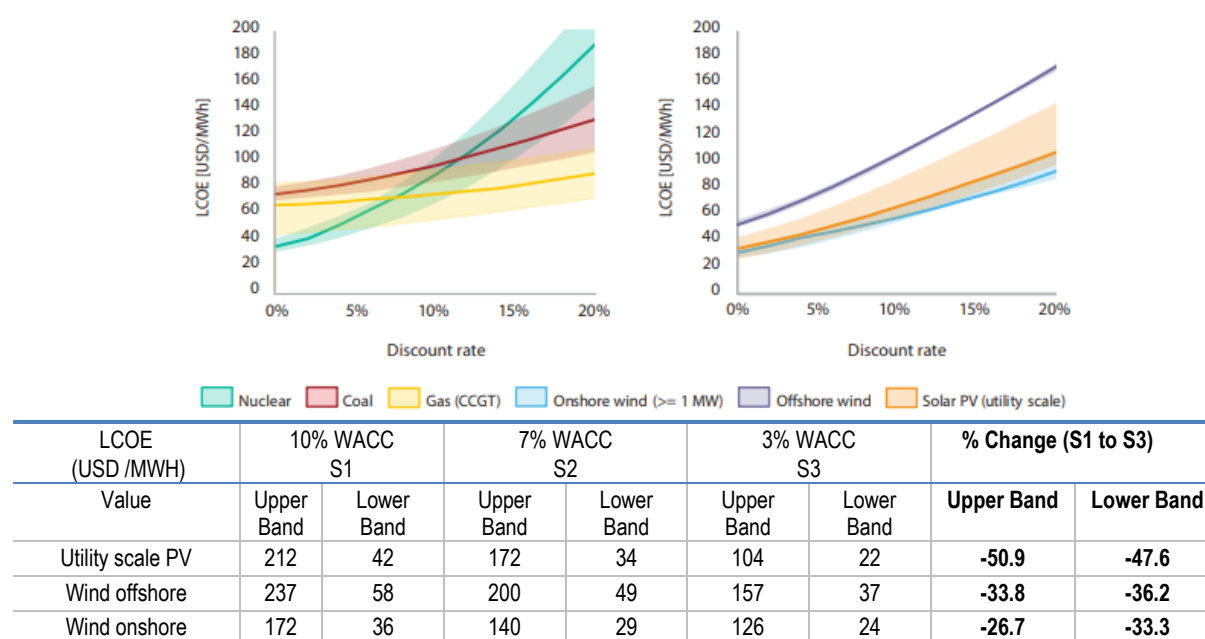 200
180
160
140
120
100
80
60
40
20
0
LCOE [USD/MWh]
0% 5% 10% 15% 20%
Discount rate
200
180
160
140
120
100
80
60
40
20
0
LCOE [USD/MWh]
0% 5% 10% 15% 20%
Discount rate
Nuclear Coal Gas (CCGT) Onshore wind (>= 1 MW) Offshore wind Solar PV (utility scale)
LCOE 10% WACC 7% WACC 3% WACC % Change (S1 to S3)
(USD /MWH) S1 S2 S3
Value Upper Lower Upper Lower Upper Lower Upper Band Lower Band
Band Band Band Band Band Band
Utility scale PV 212 42 172 34 104 22 -50.9 -47.6
Wind offshore 237 58 200 49 157 37 -33.8 -36.2
Wind onshore 172 36 140 29 126 24 -26.7 -33.3